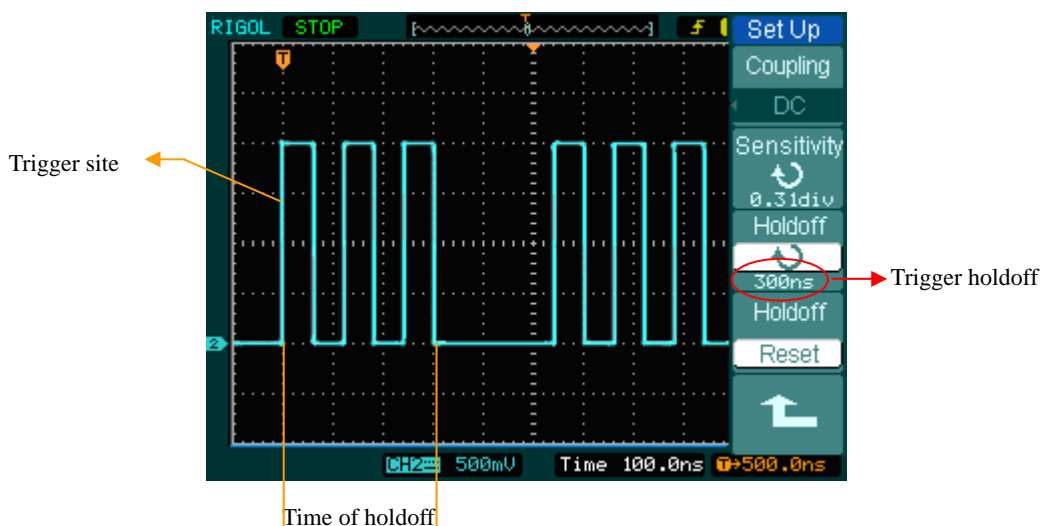 RIGOL STOP
T
T
Set Up
Coupling
DC
Sensitivity
0.31div
Holdoff
300ns
Holdoff
Reset
Trigger site
Trigger holdoff
2
CH2 500mV Time 100.0ns T→500.0ns
Time of holdoff